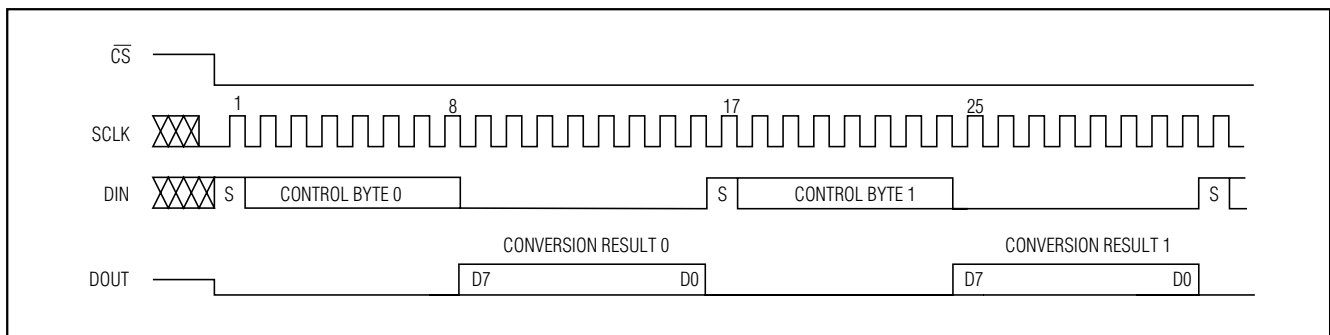 CS
1 8 17 25
SCLK
DIN S CONTROL BYTE 0 S CONTROL BYTE 1 S
CONVERSION RESULT 0 CONVERSION RESULT 1
DOUT D7 D0 D7 D0